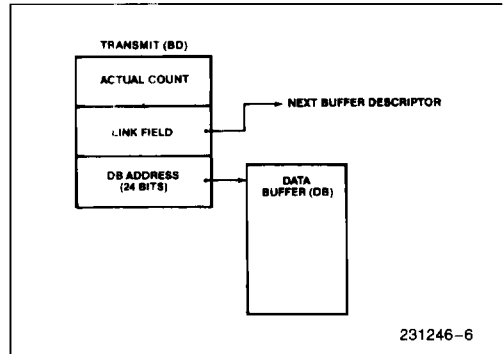 TRANSMIT (BD)
ACTUAL COUNT
LINK FIELD
NEXT BUFFER DESCRIPTOR
DB ADDRESS
(24 BITS)
DATA
BUFFER (DB)
231246-6